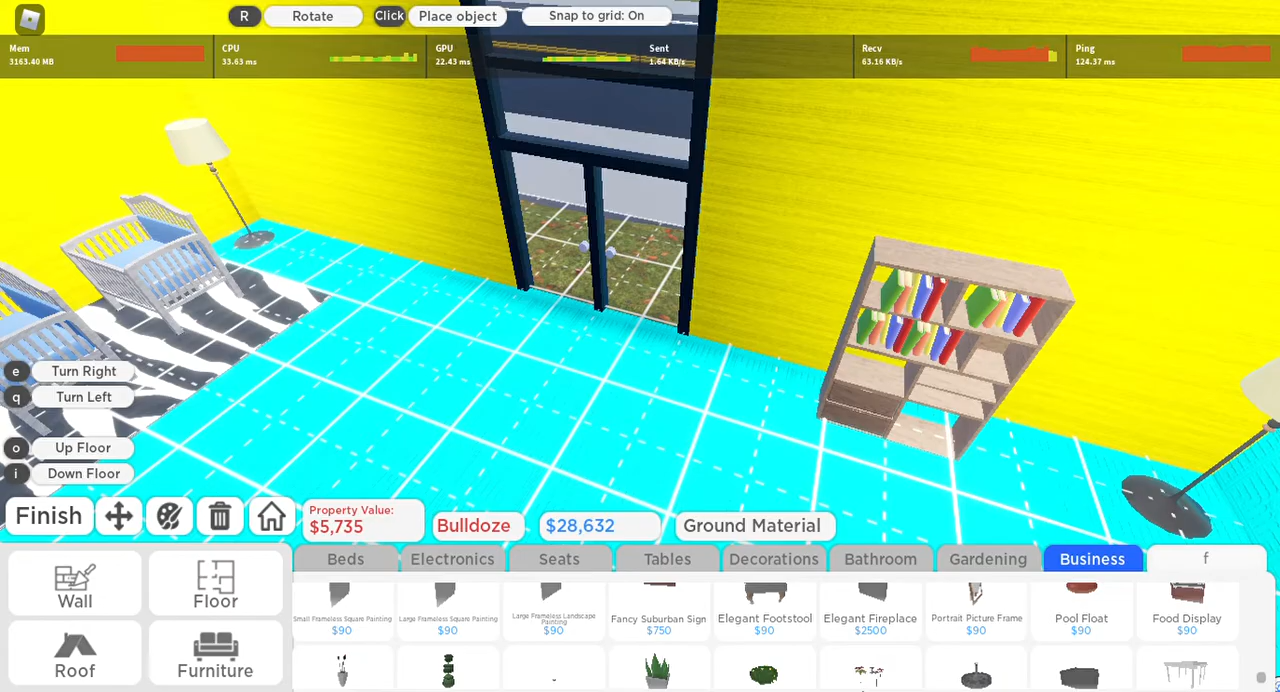 R Rotate Click Place object Snap to grid: On
Mem CPU GPU Sent Recv Ping
3163.40 MB 33.63 ms 22.43 ms 1.64 KB/s 63.16 KB/s 124.37 ms
e Turn Right
q Turn Left
o Up Floor
i Down Floor
Finish Property Value: $5,735 Bulldoze $28,632 Ground Material
Beds Electronics Seats Tables Decorations Bathroom Gardening Business f
Wall Floor
Roof Furniture
Small Frameless Square Painting Large Frameless Square Painting Large Frameless Landscape Painting Fancy Suburban Sign Elegant Footstool Elegant Fireplace Portrait Picture Frame Pool Float Food Display
$90 $90 $90 $750 $90 $2500 $90 $90 $90